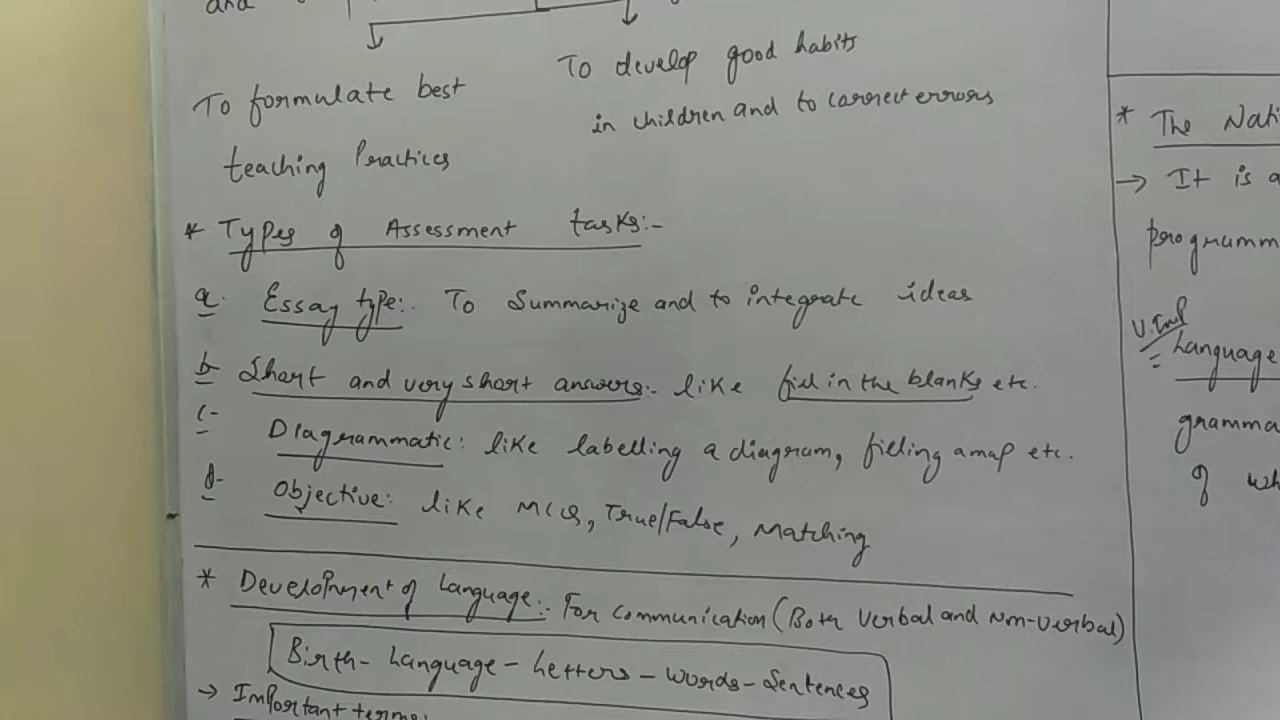 and
To formulate best
teaching Practices
To develop good habits
in children and to correct errors
* Types of Assessment tasks:-
a. Essay type:. To Summarize and to integrate ideas
b- Short and very short answers:- like fill in the blanks etc.
c- Diagrammatic: like labelling a diagram, filling a map etc.
d- Objective: like MCQs, True/False, Matching
* Development of Language:. For Communication (Both Verbal and Non-verbal)
Birth- Language - Letters - Words - Sentences
→ Important terms:
* The Nati
→ It is a
programm
V.Imp
Language
gramma
of wh